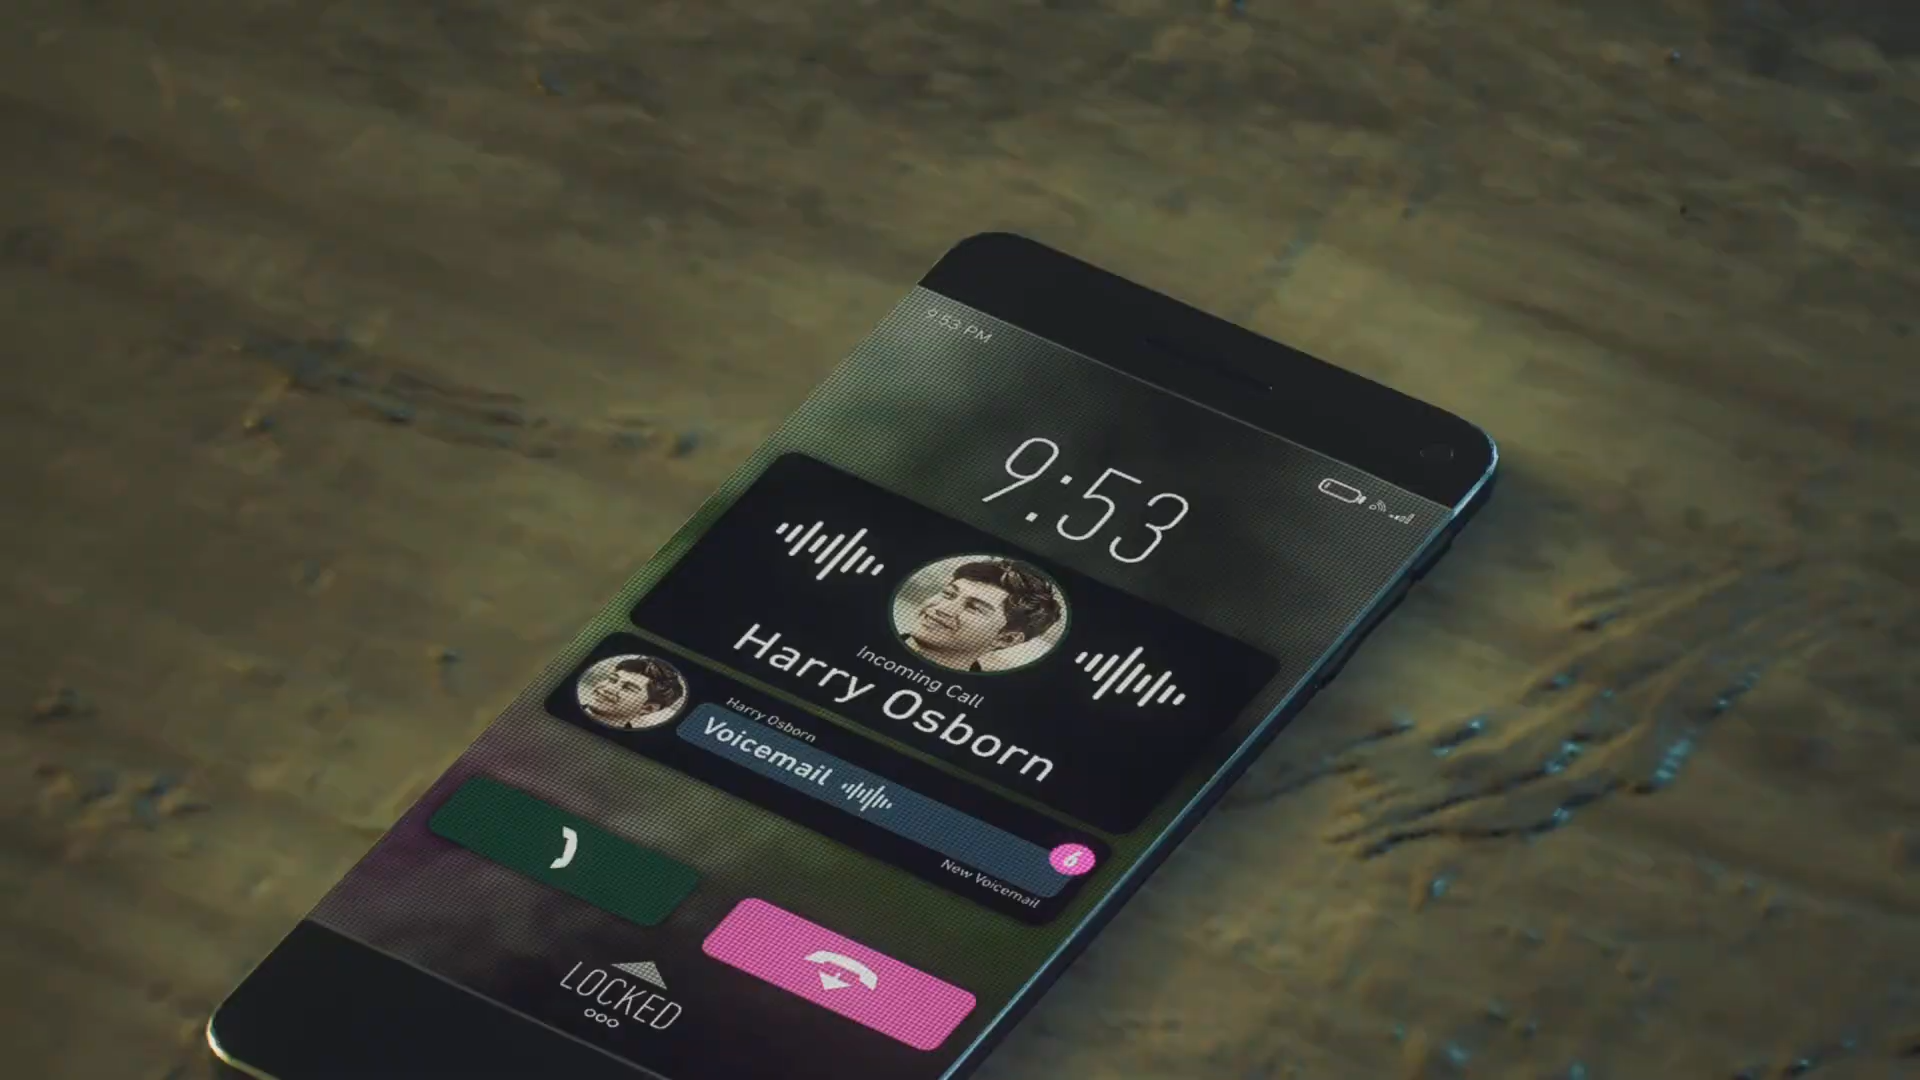 9:53 PM
9:53
Incoming Call
Harry Osborn
Harry Osborn
Voicemail
6
New Voicemail
LOCKED